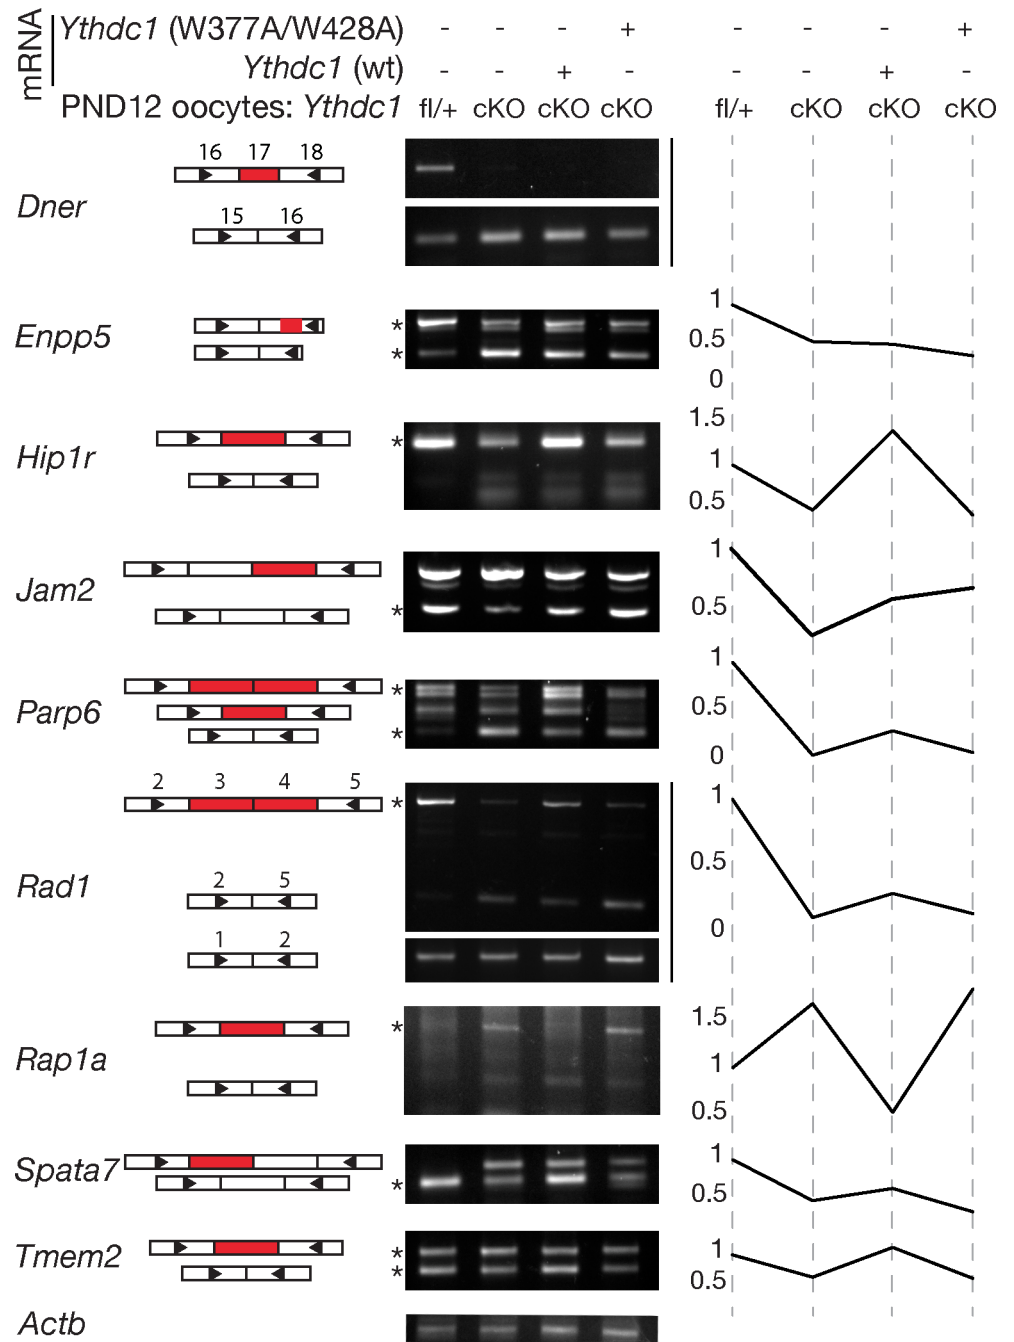 mRNA
Ythdc1 (W377A/W428A) - - - + - - - +
Ythdc1 (wt) - - + - - - + -
PND12 oocytes: Ythdc1 fl/+ cKO cKO cKO fl/+ cKO cKO cKO
16 17 18
Dner
15 16
1
Enpp5 * 0.5
*
0
1.5
Hip1r * 1
0.5
1
Jam2 * 0.5
1
Parp6 * 0.5
* 0
2 3 4 5 * 1
0.5
Rad1 2 5
0
1 2
* 1.5
Rap1a 1
0.5
1
Spata7 * 0.5
Tmem2 * 1
* 0.5
Actb